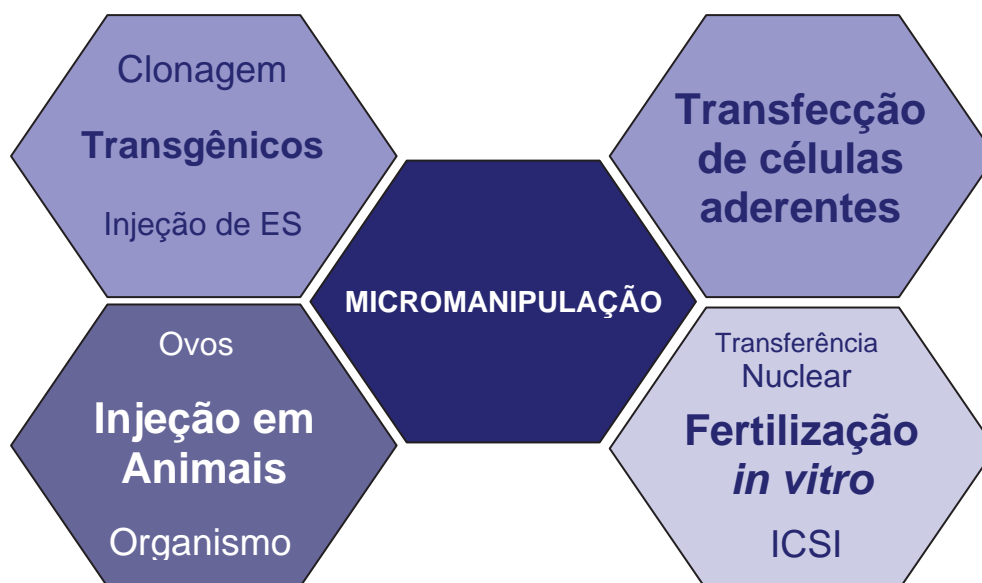 Clonagem
Transgênicos
Injeção de ES
Transfecção
de células
aderentes
MICROMANIPULAÇÃO
Ovos
Injeção em
Animais
Organismo
Transferência
Nuclear
Fertilização
in vitro
ICSI